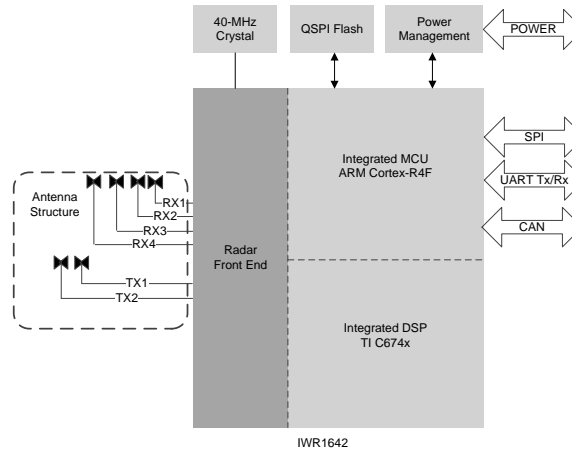 40-MHz
Crystal
QSPI Flash
Power
Management
POWER
Integrated MCU
ARM Cortex-R4F
SPI
UART Tx/Rx
CAN
Antenna
Structure
RX1
RX2
RX3
RX4
Radar
Front End
TX1
TX2
Integrated DSP
TI C674x
IWR1642